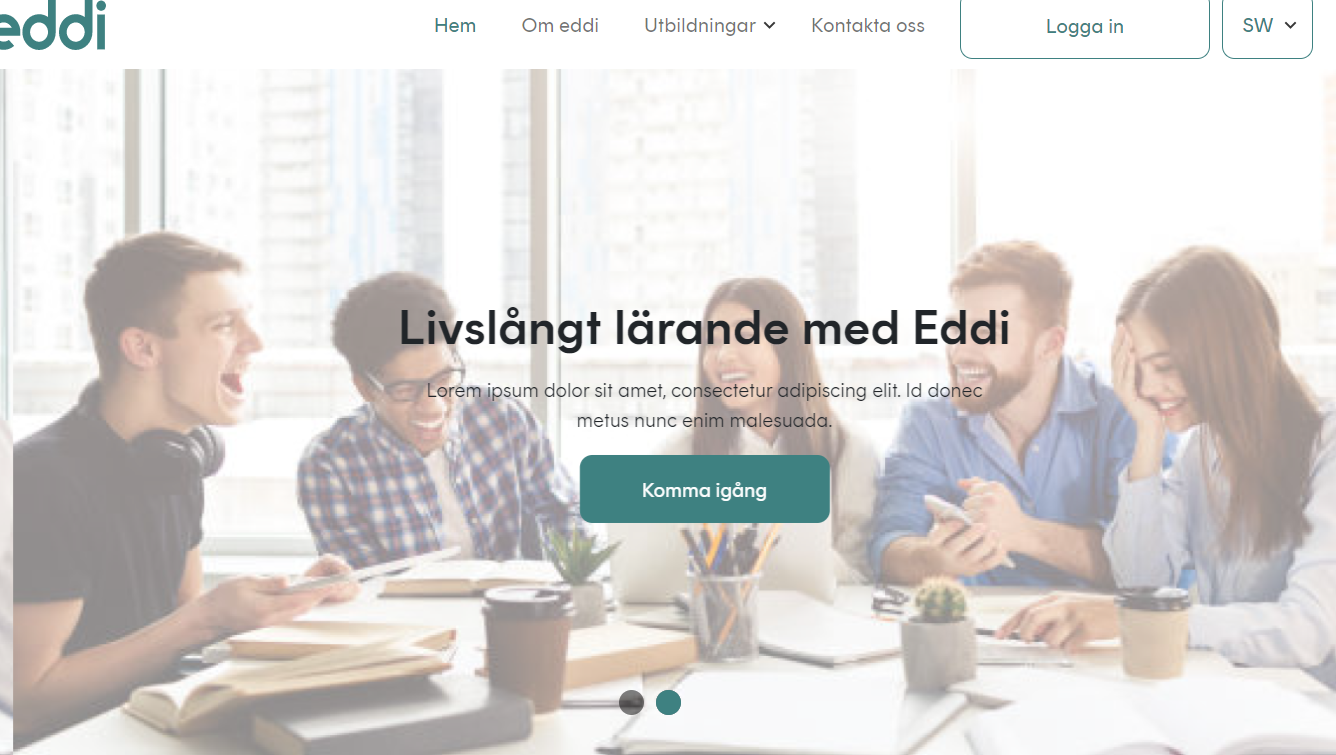 eddi
Hem Om eddi Utbildningar Kontakta oss Logga in SW
Livslångt lärande med Eddi
Lorem ipsum dolor sit amet, consectetur adipiscing elit. Id donec
metus nunc enim malesuada.
Komma igång